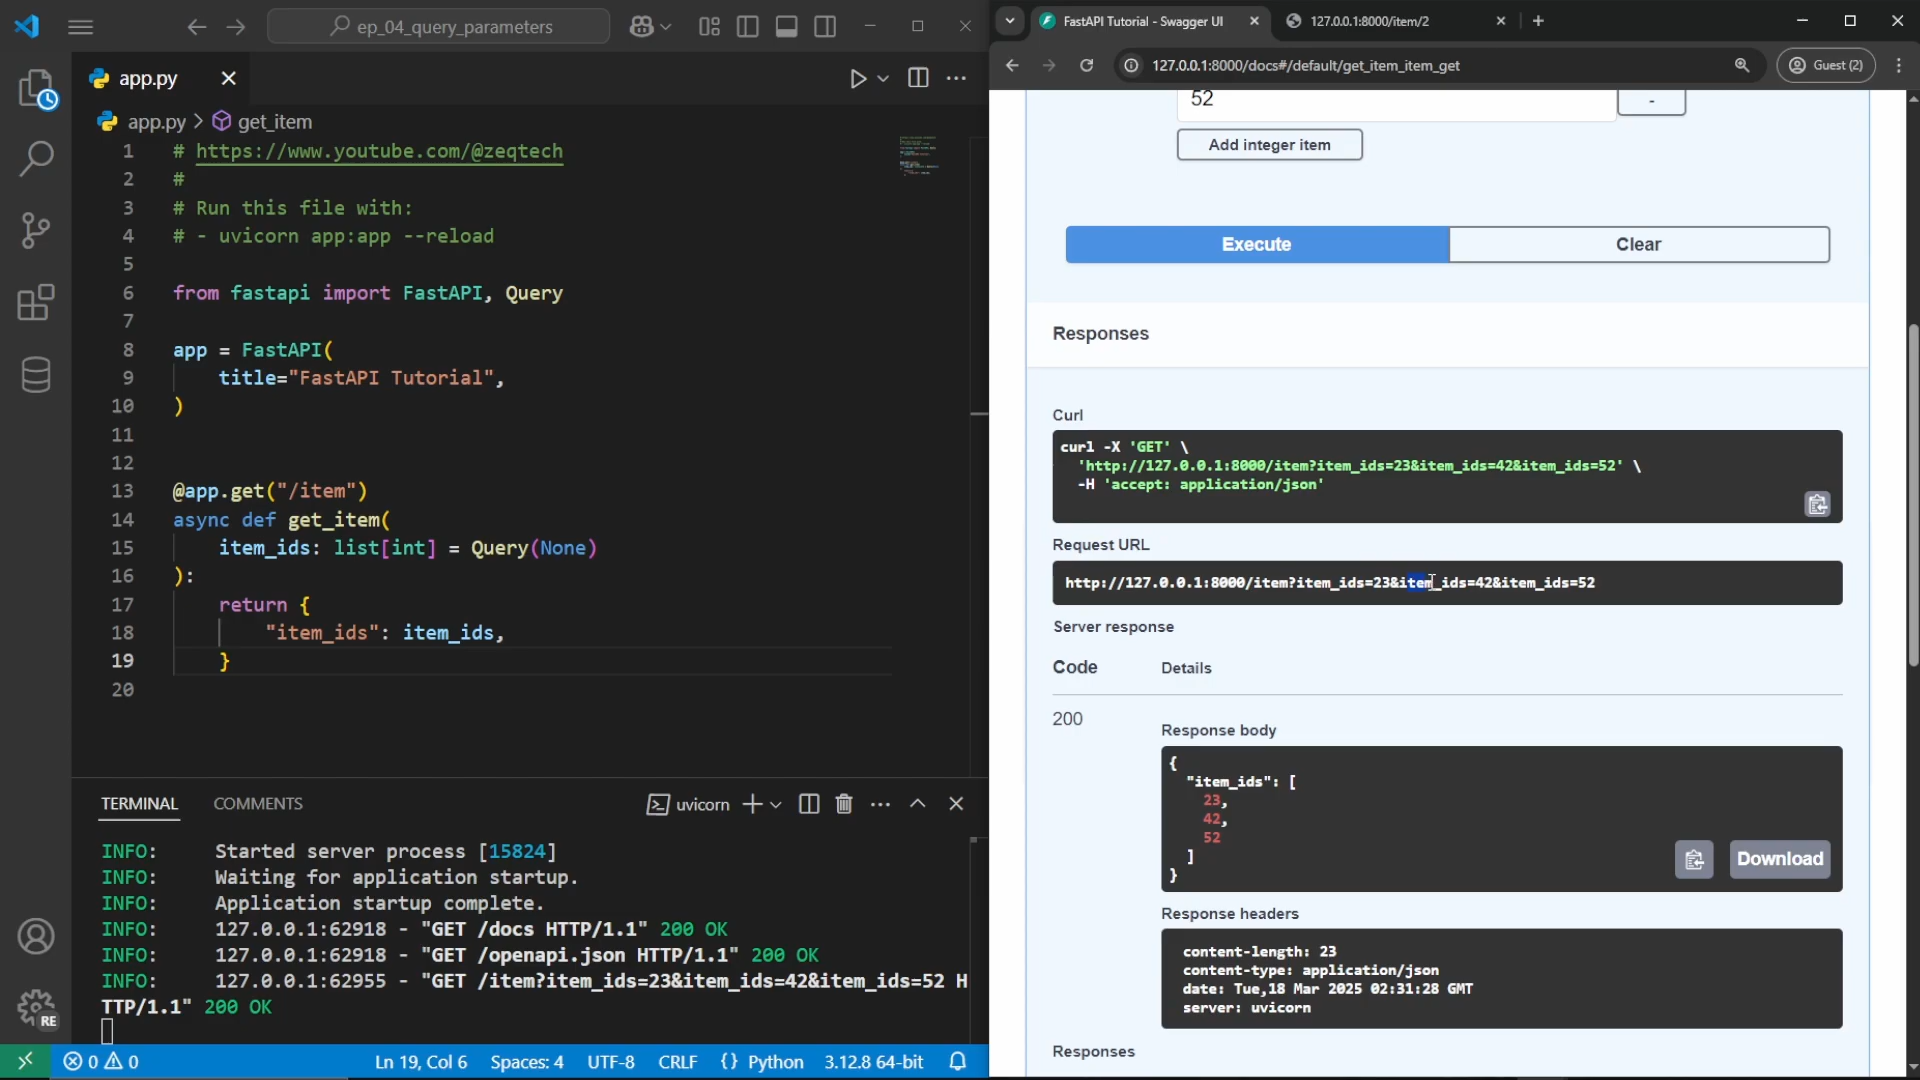 ep_04_query_parameters
app.py
app.py > get_item
1 # https://www.youtube.com/@zeqtech
2 #
3 # Run this file with:
4 # - uvicorn app:app --reload
5
6 from fastapi import FastAPI, Query
7
8 app = FastAPI(
9 title="FastAPI Tutorial",
10 )
11
12
13 @app.get("/item")
14 async def get_item(
15 item_ids: list[int] = Query(None)
16 ):
17 return {
18 "item_ids": item_ids,
19 }
20
TERMINAL COMMENTS uvicorn
INFO: Started server process [15824]
INFO: Waiting for application startup.
INFO: Application startup complete.
INFO: 127.0.0.1:62918 - "GET /docs HTTP/1.1" 200 OK
INFO: 127.0.0.1:62918 - "GET /openapi.json HTTP/1.1" 200 OK
INFO: 127.0.0.1:62955 - "GET /item?item_ids=23&item_ids=42&item_ids=52 H
TTP/1.1" 200 OK
RE
0 0 Ln 19, Col 6 Spaces: 4 UTF-8 CRLF {} Python 3.12.8 64-bit
FastAPI Tutorial - Swagger UI 127.0.0.1:8000/item/2
127.0.0.1:8000/docs#/default/get_item_item_get Guest (2)
52 -
Add integer item
Execute Clear
Responses
Curl
curl -X 'GET' \
'http://127.0.0.1:8000/item?item_ids=23&item_ids=42&item_ids=52' \
-H 'accept: application/json'
Request URL
http://127.0.0.1:8000/item?item_ids=23&item_ids=42&item_ids=52
Server response
Code Details
200
Response body
{
"item_ids": [
23,
42,
52
]
}
Download
Response headers
content-length: 23
content-type: application/json
date: Tue,18 Mar 2025 02:31:28 GMT
server: uvicorn
Responses